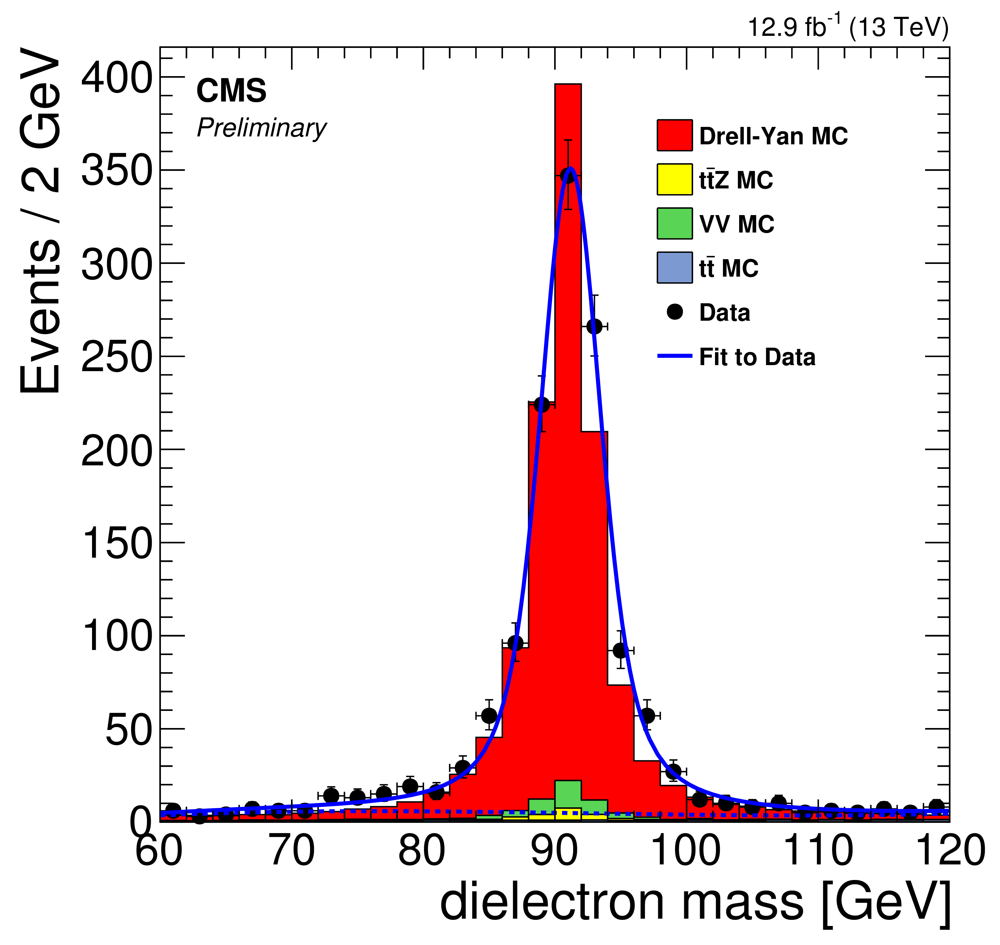 12.9 fb⁻¹ (13 TeV)
CMS
Preliminary
Events / 2 GeV
400
350
300
250
200
150
100
50
0
Drell-Yan MC
tt̄Z MC
VV MC
tt̄ MC
Data
Fit to Data
60 70 80 90 100 110 120
dielectron mass [GeV]